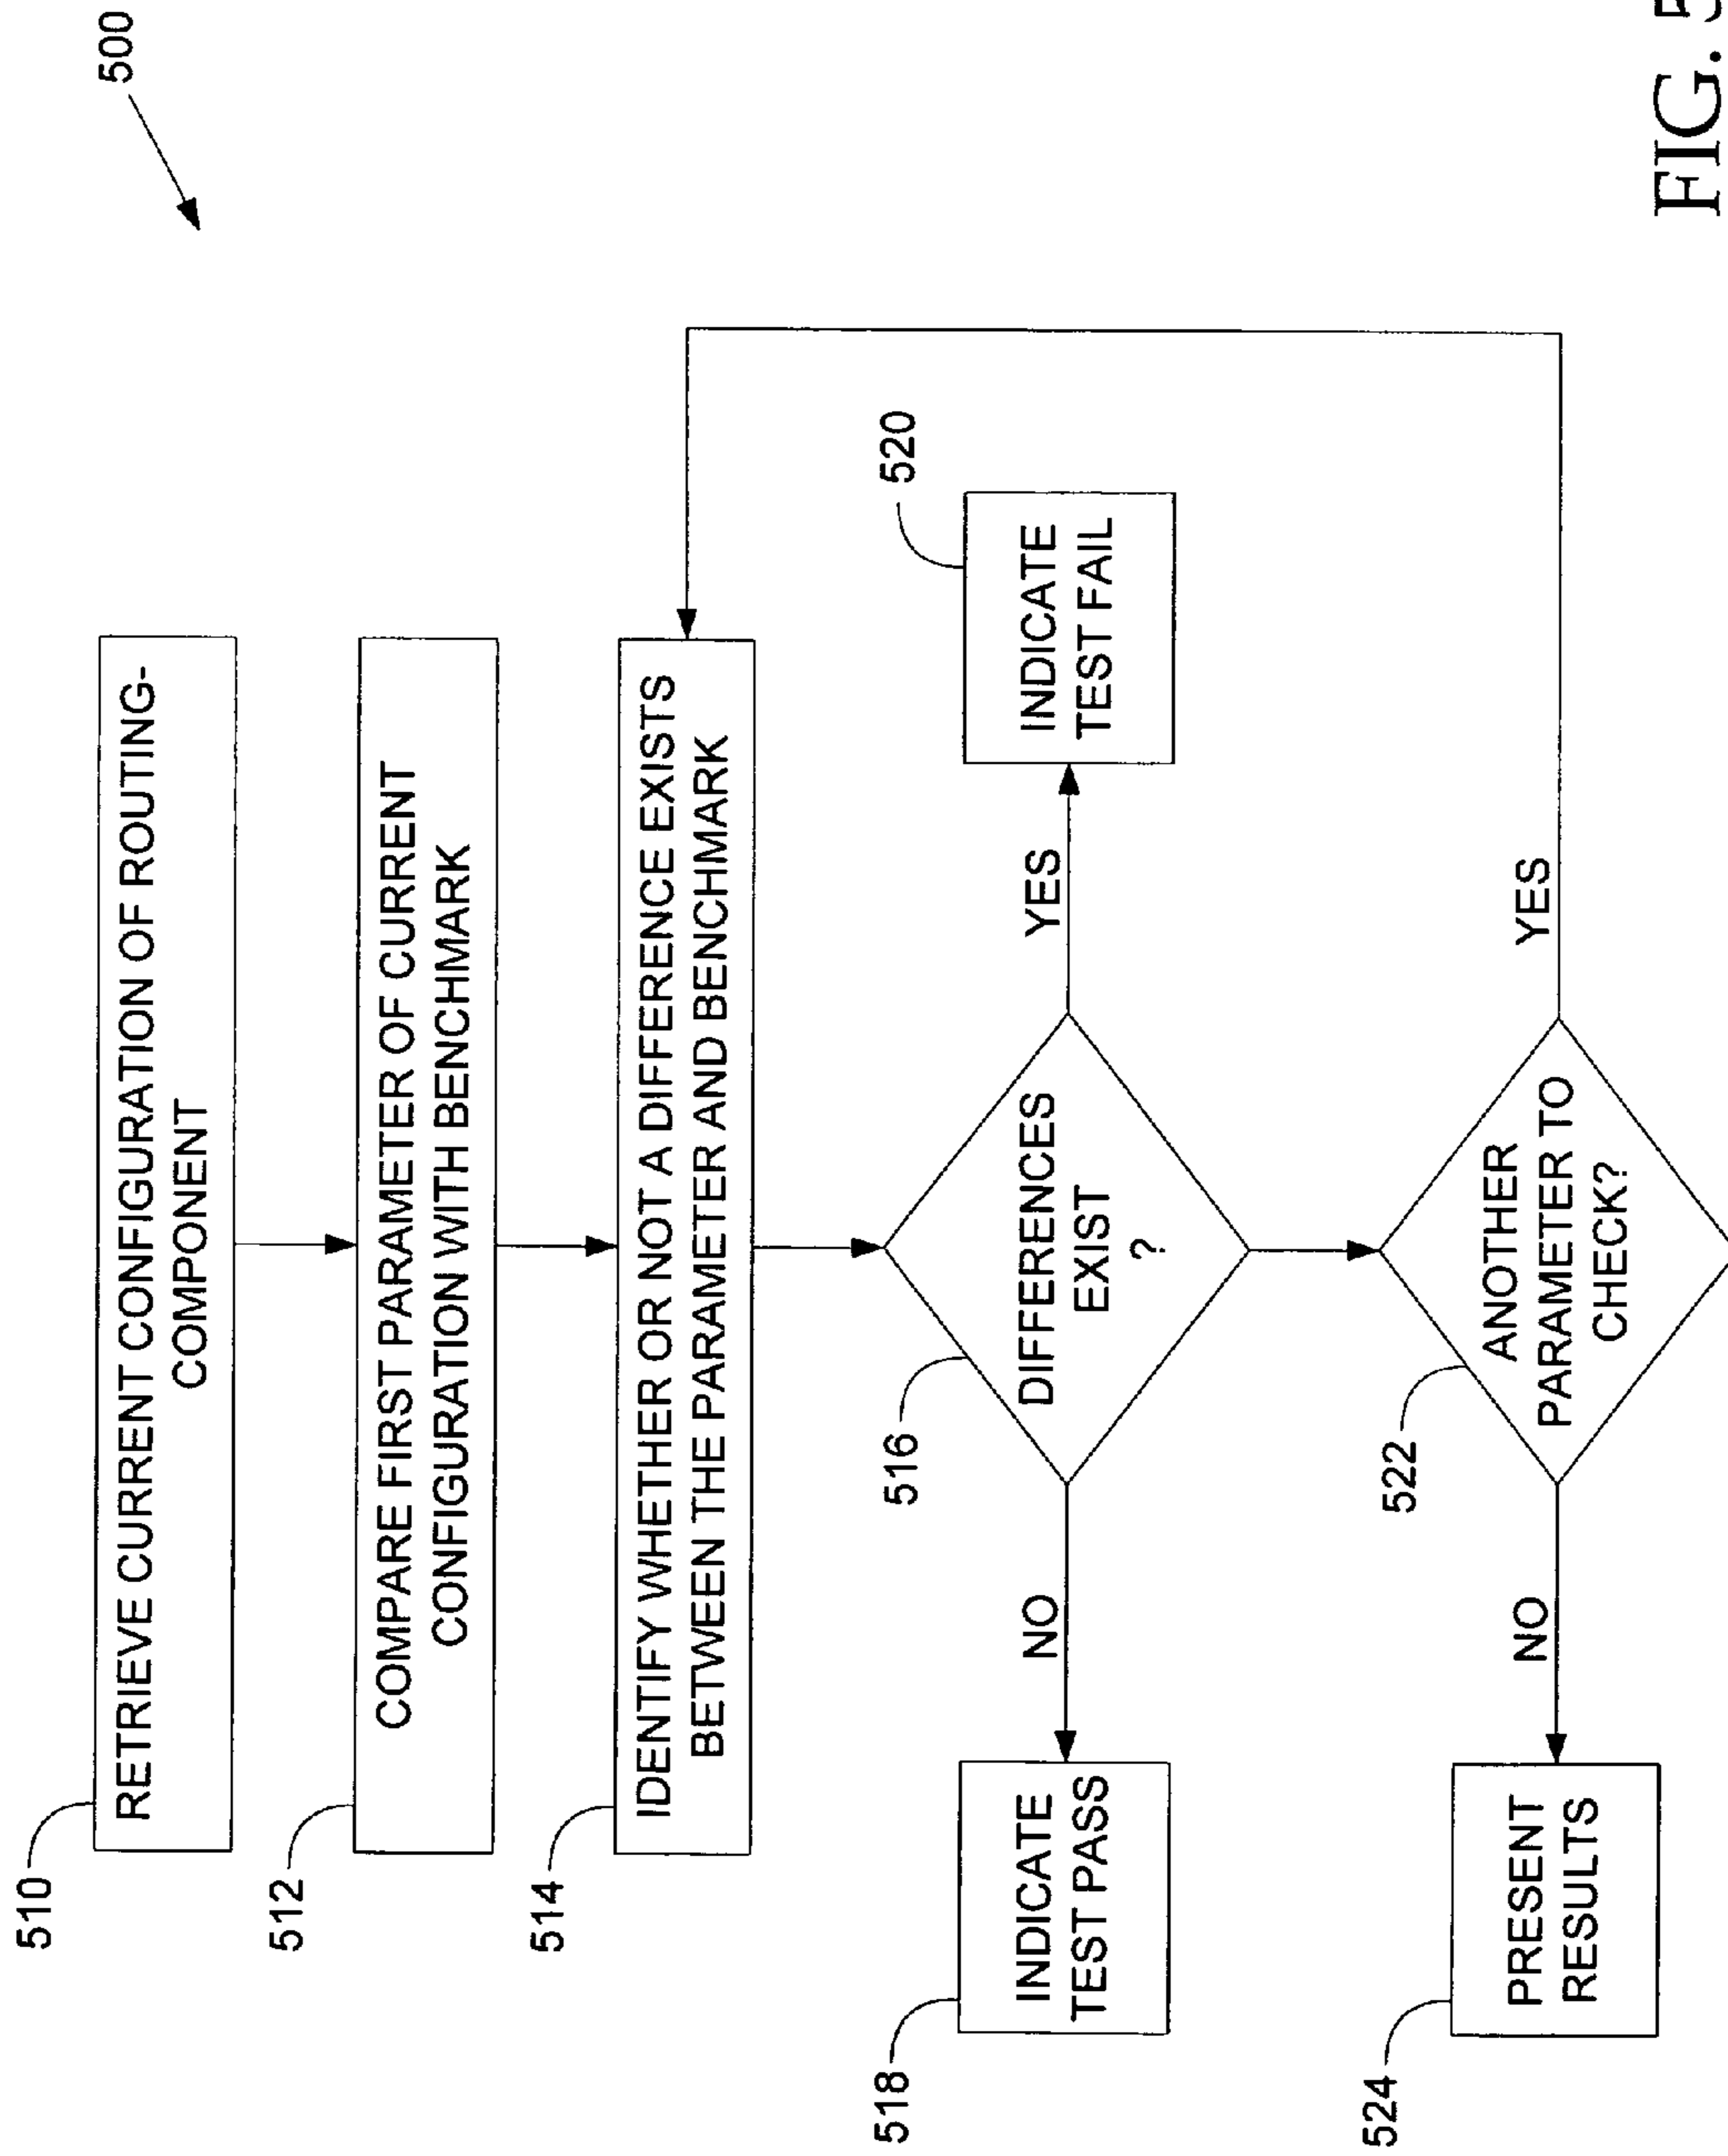 500
510
RETRIEVE CURRENT CONFIGURATION OF ROUTING-
COMPONENT
512
COMPARE FIRST PARAMETER OF CURRENT
CONFIGURATION WITH BENCHMARK
514
IDENTIFY WHETHER OR NOT A DIFFERENCE EXISTS
BETWEEN THE PARAMETER AND BENCHMARK
516
DIFFERENCES
EXIST
?
NO
YES
518
INDICATE
TEST PASS
520
INDICATE
TEST FAIL
522
ANOTHER
PARAMETER TO
CHECK?
NO
YES
524
PRESENT
RESULTS
FIG. 5